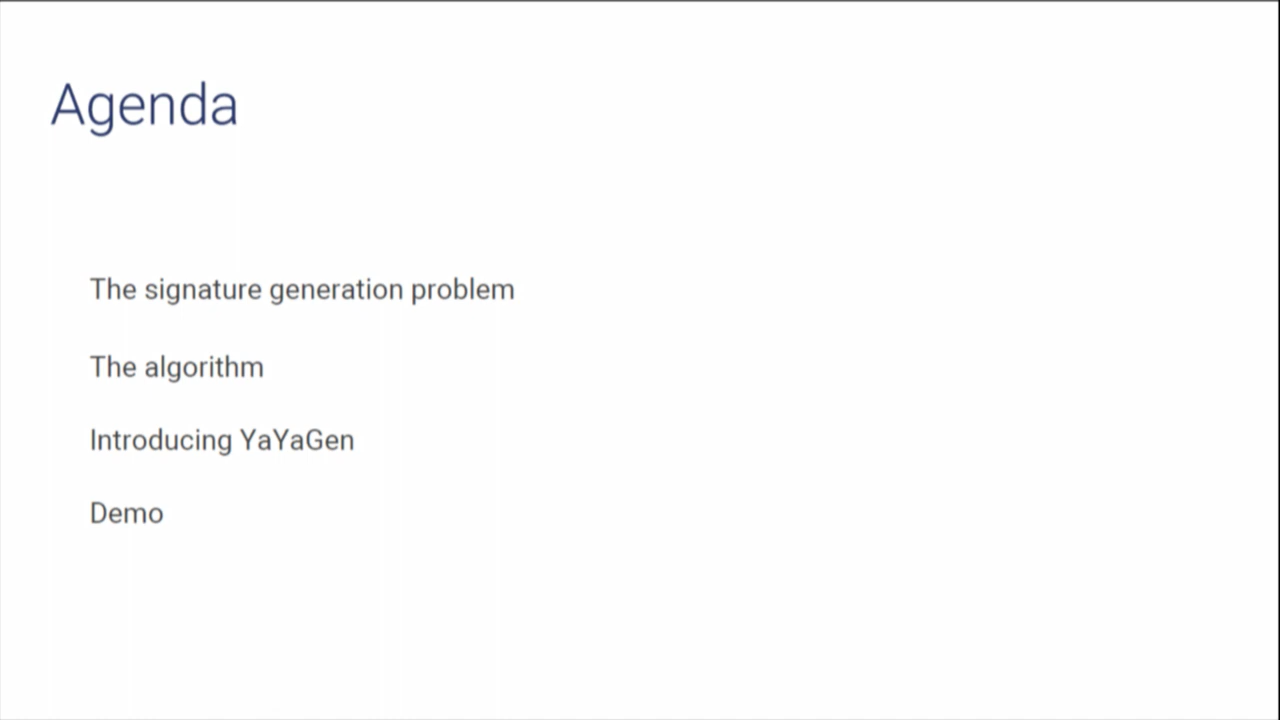 Agenda
The signature generation problem
The algorithm
Introducing YaYaGen
Demo